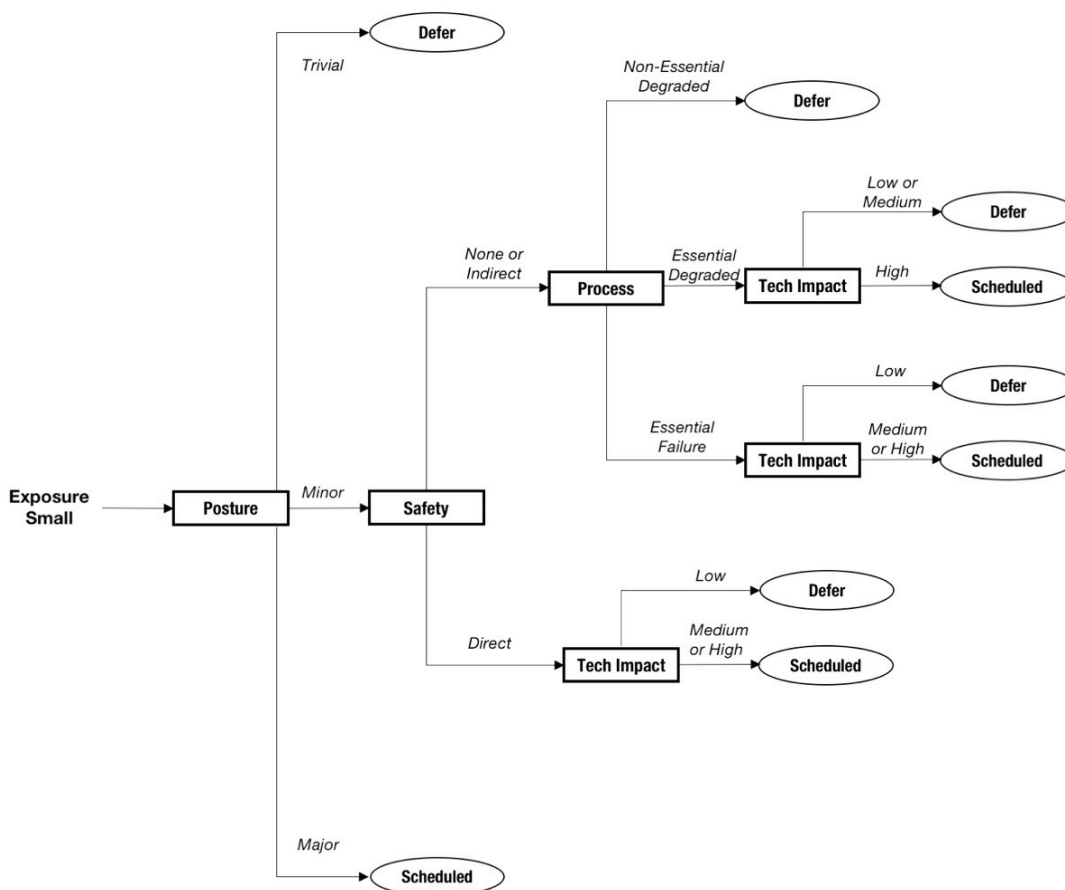 Defer
Trivial
Non-Essential
Degraded
Defer
Low or
Medium
Defer
None or
Indirect
Process
Essential
Degraded
Tech Impact
High
Scheduled
Low
Defer
Essential
Failure
Tech Impact
Medium
or High
Scheduled
Exposure
Small
Posture
Minor
Safety
Low
Defer
Direct
Tech Impact
Medium
or High
Scheduled
Major
Scheduled